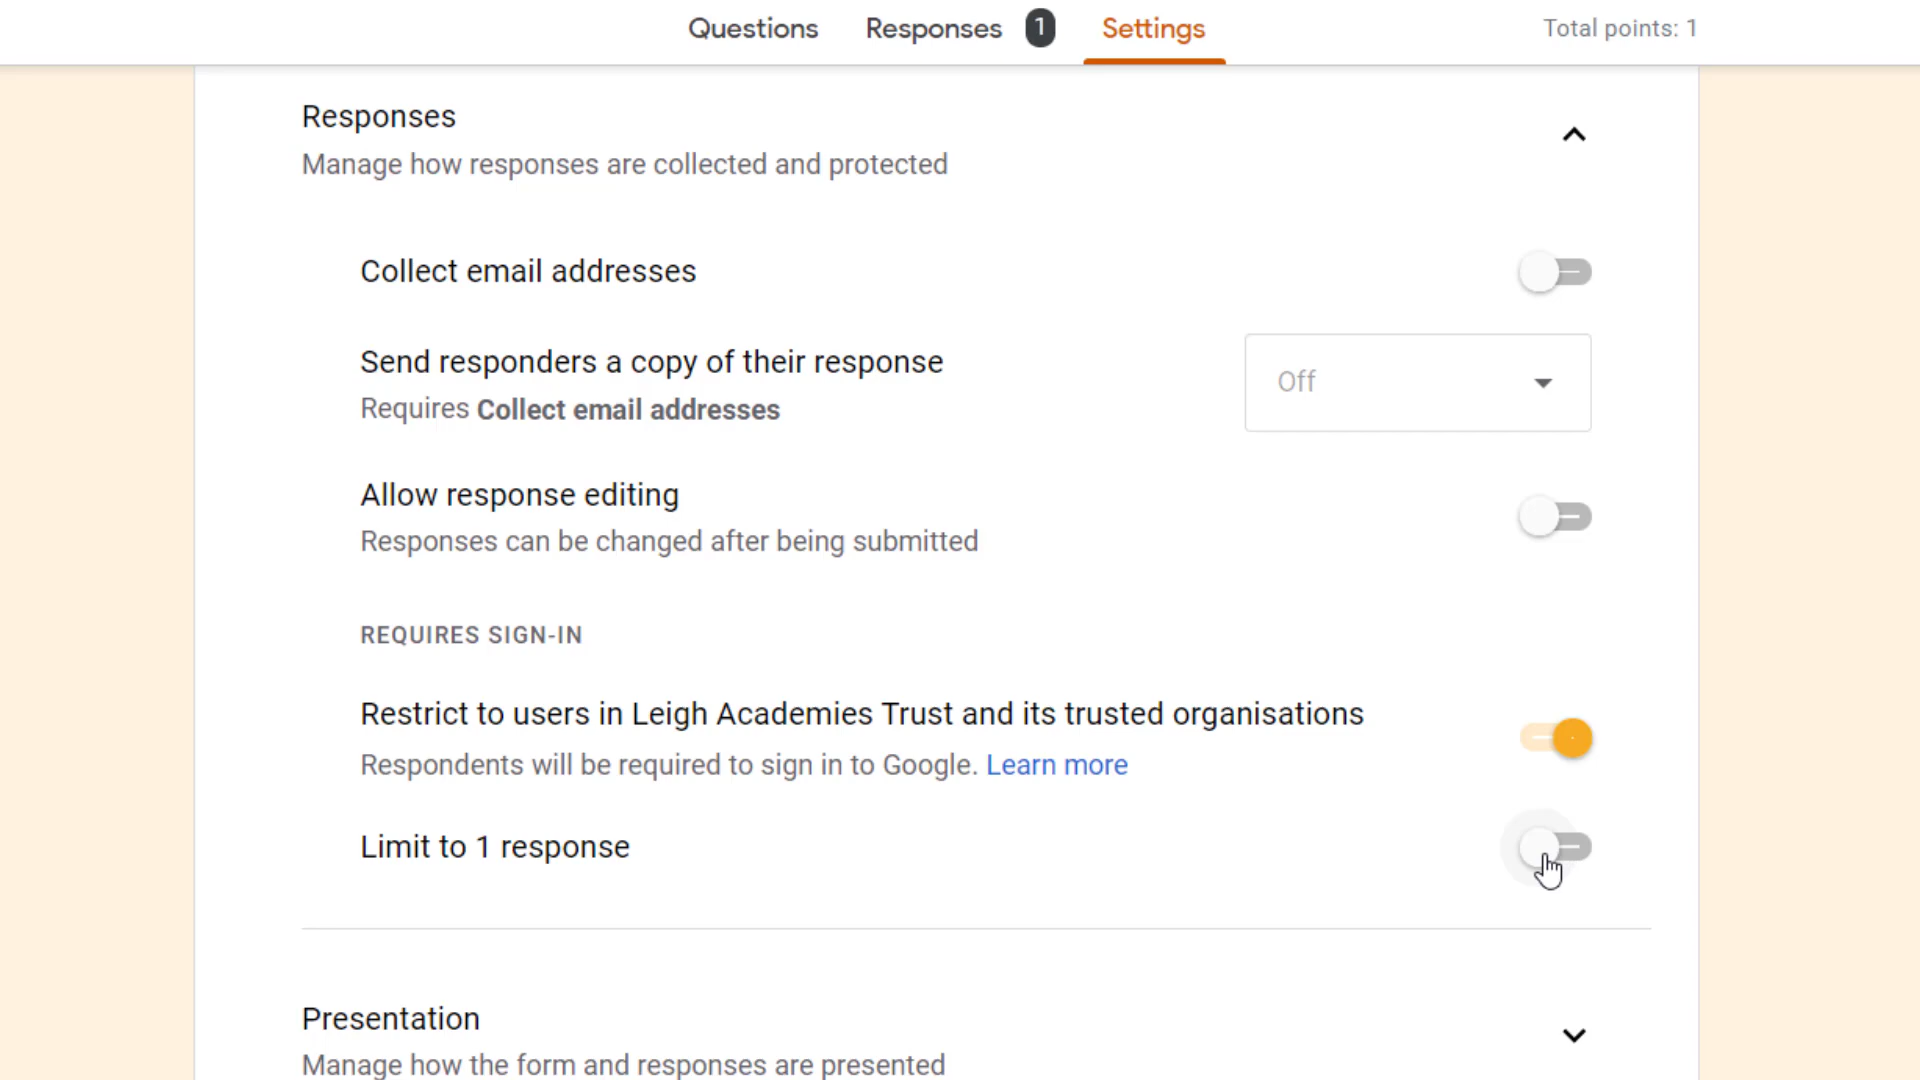 Questions
Responses 1
Settings
Total points: 1
Responses
Manage how responses are collected and protected
Collect email addresses
Send responders a copy of their response
Requires Collect email addresses
Off
Allow response editing
Responses can be changed after being submitted
REQUIRES SIGN-IN
Restrict to users in Leigh Academies Trust and its trusted organisations
Respondents will be required to sign in to Google. Learn more
Limit to 1 response
Presentation
Manage how the form and responses are presented